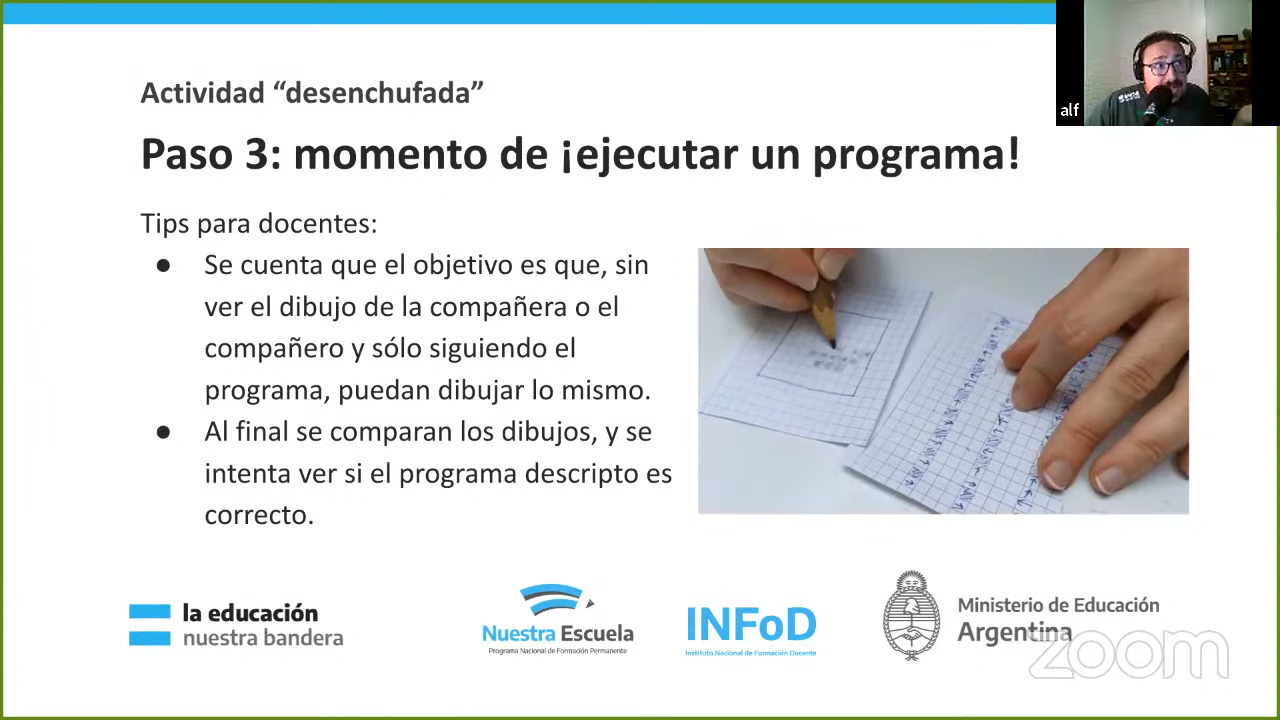 alf
Actividad “desenchufada”
Paso 3: momento de ¡ejecutar un programa!
Tips para docentes:
● Se cuenta que el objetivo es que, sin
ver el dibujo de la compañera o el
compañero y sólo siguiendo el
programa, puedan dibujar lo mismo.
● Al final se comparan los dibujos, y se
intenta ver si el programa descripto es
correcto.
la educación
nuestra bandera
Nuestra Escuela
Programa Nacional de Formación Permanente
INFoD
Instituto Nacional de Formación Docente
Ministerio de Educación
Argentina
zoom